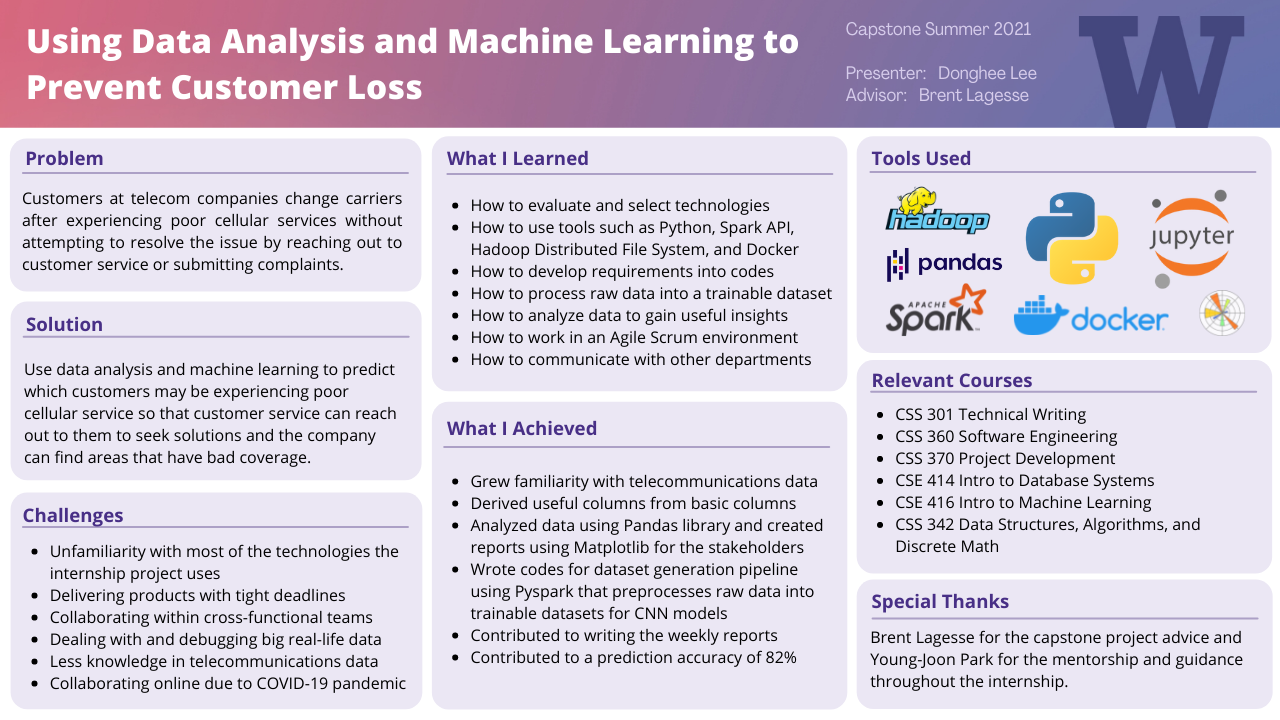 Using Data Analysis and Machine Learning to
Prevent Customer Loss
Capstone Summer 2021
Presenter: Donghee Lee
Advisor: Brent Lagesse
W
Problem
Customers at telecom companies change carriers
after experiencing poor cellular services without
attempting to resolve the issue by reaching out to
customer service or submitting complaints.
Solution
Use data analysis and machine learning to predict
which customers may be experiencing poor
cellular service so that customer service can reach
out to them to seek solutions and the company
can find areas that have bad coverage.
Challenges
• Unfamiliarity with most of the technologies the
internship project uses
• Delivering products with tight deadlines
• Collaborating within cross-functional teams
• Dealing with and debugging big real-life data
• Less knowledge in telecommunications data
• Collaborating online due to COVID-19 pandemic
What I Learned
• How to evaluate and select technologies
• How to use tools such as Python, Spark API,
Hadoop Distributed File System, and Docker
• How to develop requirements into codes
• How to process raw data into a trainable dataset
• How to analyze data to gain useful insights
• How to work in an Agile Scrum environment
• How to communicate with other departments
What I Achieved
• Grew familiarity with telecommunications data
• Derived useful columns from basic columns
• Analyzed data using Pandas library and created
reports using Matplotlib for the stakeholders
• Wrote codes for dataset generation pipeline
using Pyspark that preprocesses raw data into
trainable datasets for CNN models
• Contributed to writing the weekly reports
• Contributed to a prediction accuracy of 82%
Tools Used
hadoop
pandas
jupyter
APACHE
Spark™
docker
Relevant Courses
• CSS 301 Technical Writing
• CSS 360 Software Engineering
• CSS 370 Project Development
• CSE 414 Intro to Database Systems
• CSE 416 Intro to Machine Learning
• CSS 342 Data Structures, Algorithms, and
Discrete Math
Special Thanks
Brent Lagesse for the capstone project advice and
Young-Joon Park for the mentorship and guidance
throughout the internship.